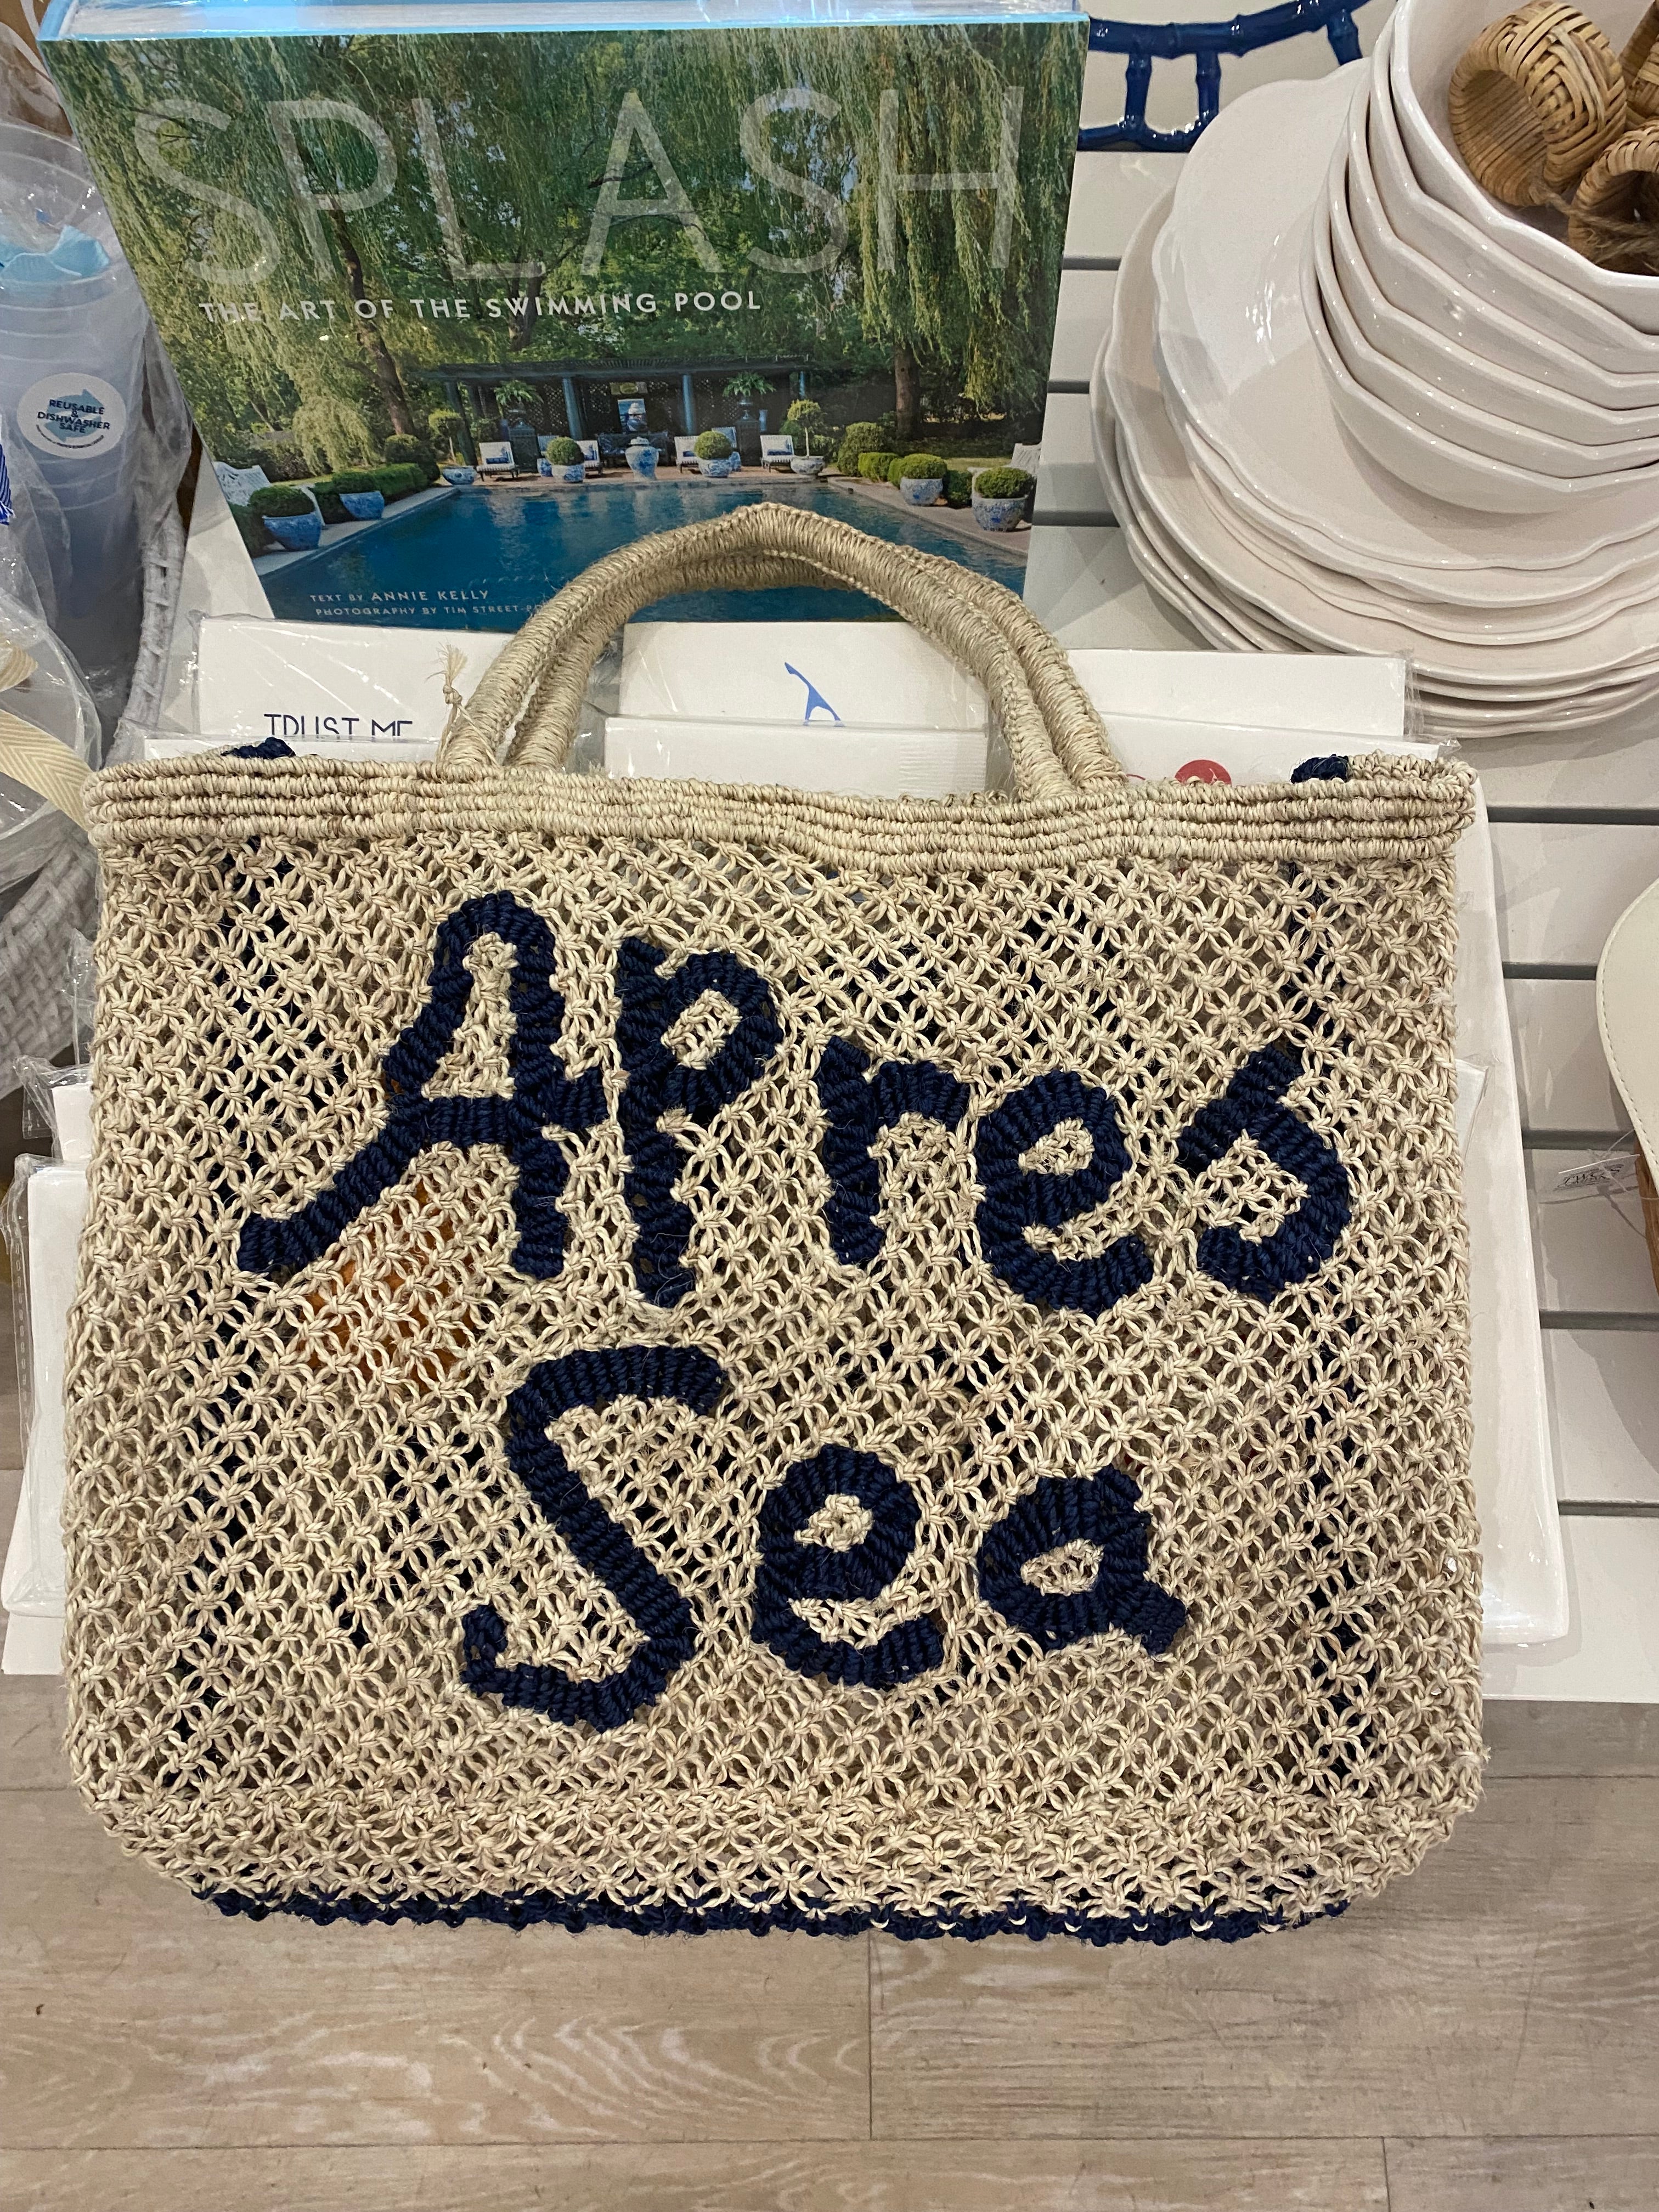 SPLASH
THE ART OF THE SWIMMING POOL
REUSABLE
&
DISHWASHER
SAFE
TEXT BY ANNIE KELLY
PHOTOGRAPHY BY TIM STREET-
TRUST ME
Apres
Sea